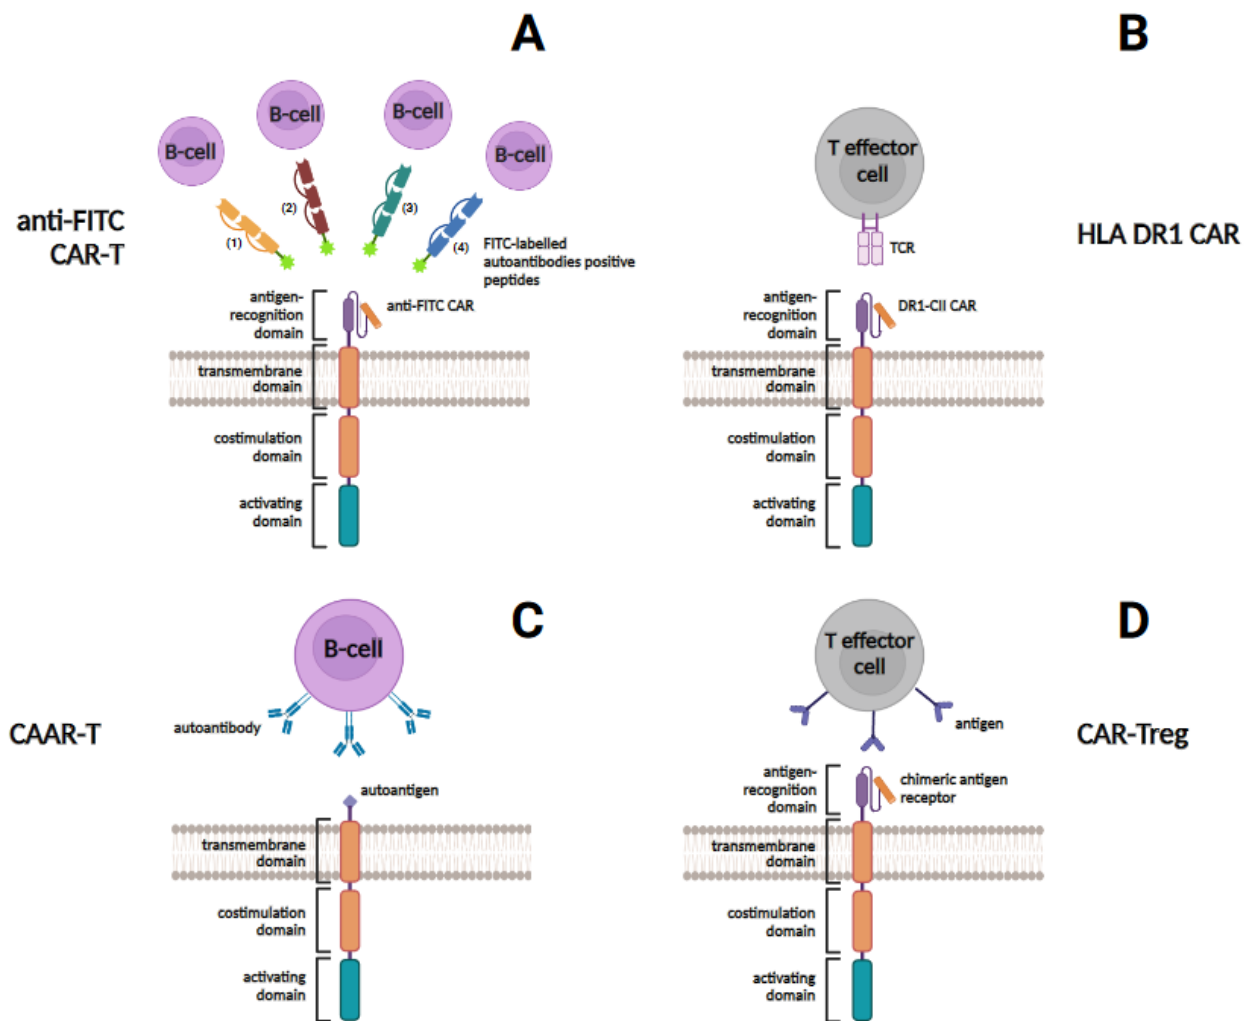 A
B-cell
B-cell
B-cell
B-cell
(1)
(2)
(3)
(4)
anti-FITC
CAR-T
FITC-labelled
autoantibodies positive
peptides
antigen-
recognition
domain
anti-FITC CAR
transmembrane
domain
costimulation
domain
activating
domain
B
T effector
cell
TCR
HLA DR1 CAR
antigen-
recognition
domain
DR1-CII CAR
transmembrane
domain
costimulation
domain
activating
domain
C
B-cell
autoantibody
CAAR-T
autoantigen
transmembrane
domain
costimulation
domain
activating
domain
D
T effector
cell
antigen
CAR-Treg
antigen-
recognition
domain
chimeric antigen
receptor
transmembrane
domain
costimulation
domain
activating
domain